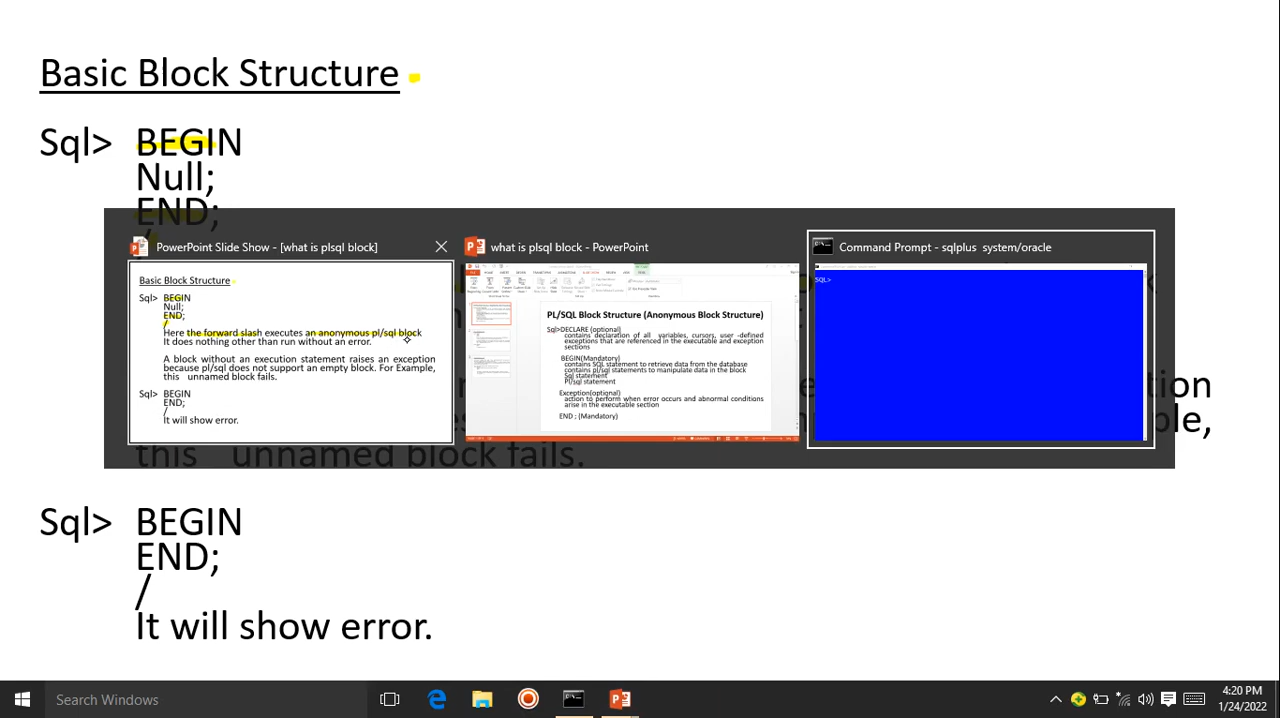 Basic Block Structure
Sql> BEGIN
Null;
END;
PowerPoint Slide Show - [what is plsql block]
what is plsql block - PowerPoint
Command Prompt - sqlplus system/oracle
Basic Block Structure
Sql> BEGIN
Null;
END;
/
Here the forward slash executes an anonymous pl/sql block
It does nothing other than run without an error.
A block without an execution statement raises an exception
because pl/sql does not support an empty block. For Example,
this unnamed block fails.
Sql> BEGIN
END;
/
It will show error.
PL/SQL Block Structure (Anonymous Block Structure)
Sql>DECLARE (optional)
contains declaration of all variables, cursors, user -defined
exceptions that are referenced in the executable and exception
sections
BEGIN(Mandatory)
contains SQL statement to retrieve data from the database
contains pl/sql statements to manipulate data in the block
Sql statement
Pl/sql statement
Exception(optional)
action to perform when error occurs and abnormal conditions
arise in the executable section
END ; (Mandatory)
SQL>
tion
ple,
this unnamed block fails.
Sql> BEGIN
END;
/
It will show error.
Search Windows
4:20 PM
1/24/2022